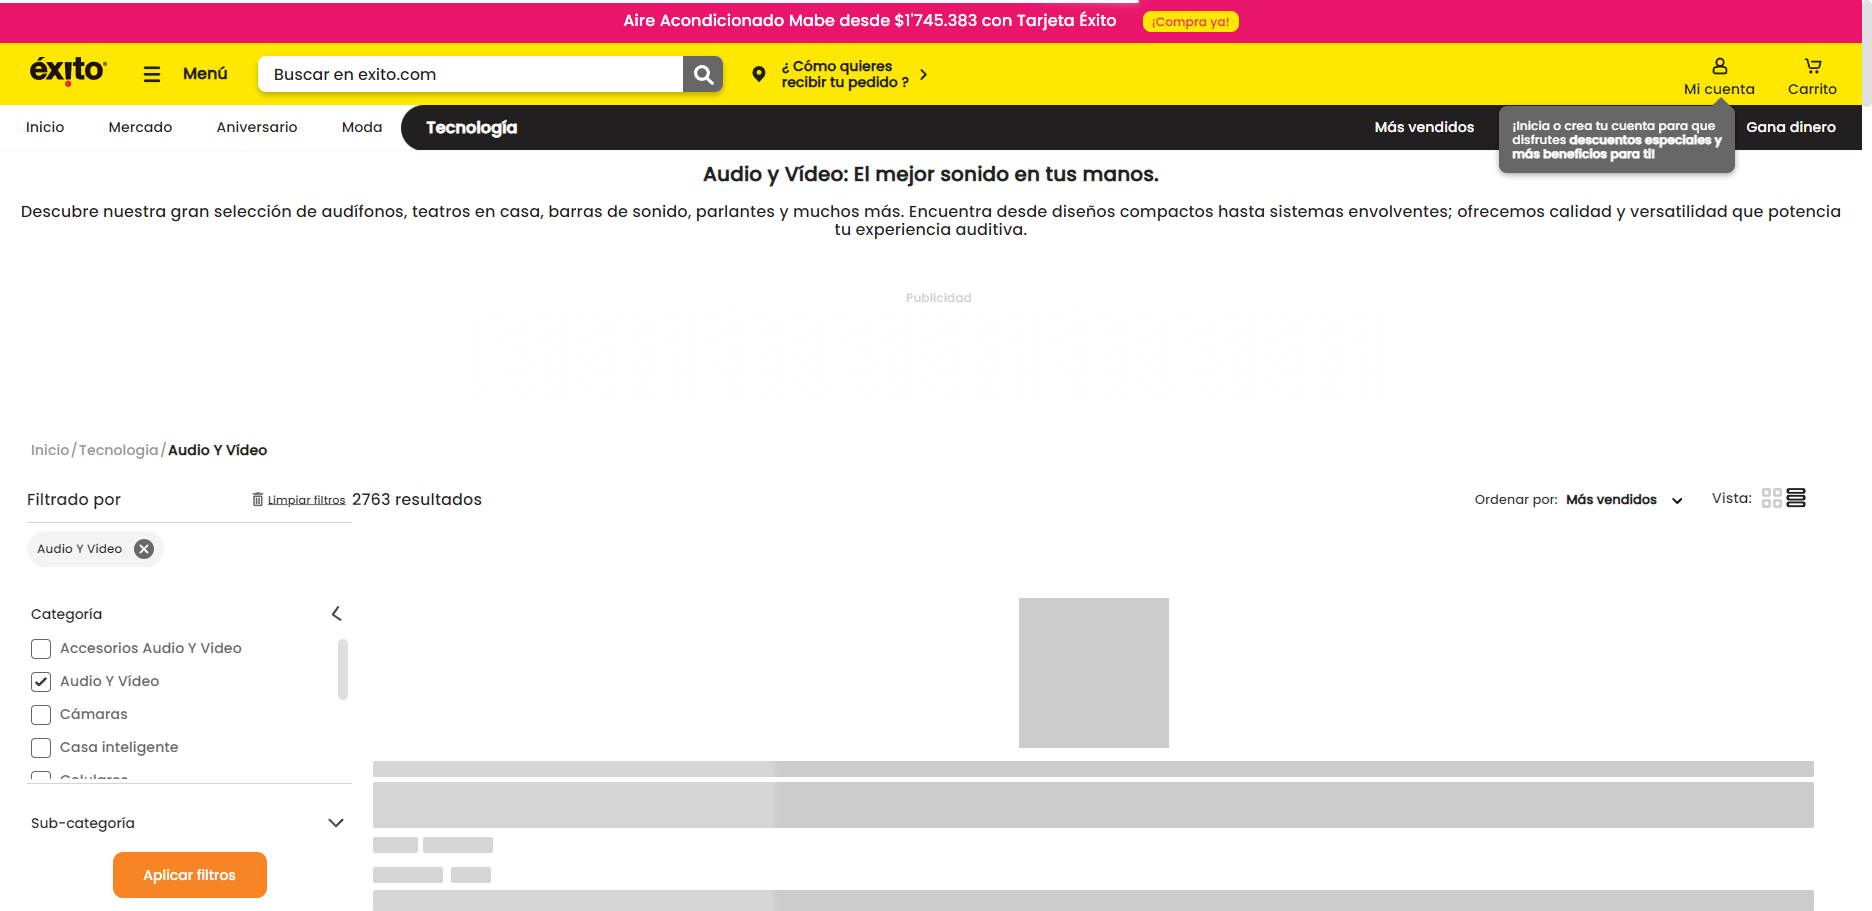 Aire Acondicionado Mabe desde $1'745.383 con Tarjeta Éxito ¡Compra ya!
éxito
Menú
Buscar en exito.com
¿ Cómo quieres
recibir tu pedido ?
Mi cuenta
Carrito
Inicio
Mercado
Aniversario
Moda
Tecnología
Más vendidos
Gana dinero
¡Inicia o crea tu cuenta para que
disfrutes descuentos especiales y
más beneficios para ti!
Audio y Vídeo: El mejor sonido en tus manos.
Descubre nuestra gran selección de audífonos, teatros en casa, barras de sonido, parlantes y muchos más. Encuentra desde diseños compactos hasta sistemas envolventes; ofrecemos calidad y versatilidad que potencia
tu experiencia auditiva.
Publicidad
Inicio/Tecnologia/Audio Y Vídeo
Filtrado por
Limpiar filtros
2763 resultados
Ordenar por: Más vendidos
Vista:
Audio Y Vídeo
Categoría
Accesorios Audio Y Video
Audio Y Vídeo
Cámaras
Casa inteligente
Celulares
Sub-categoría
Aplicar filtros